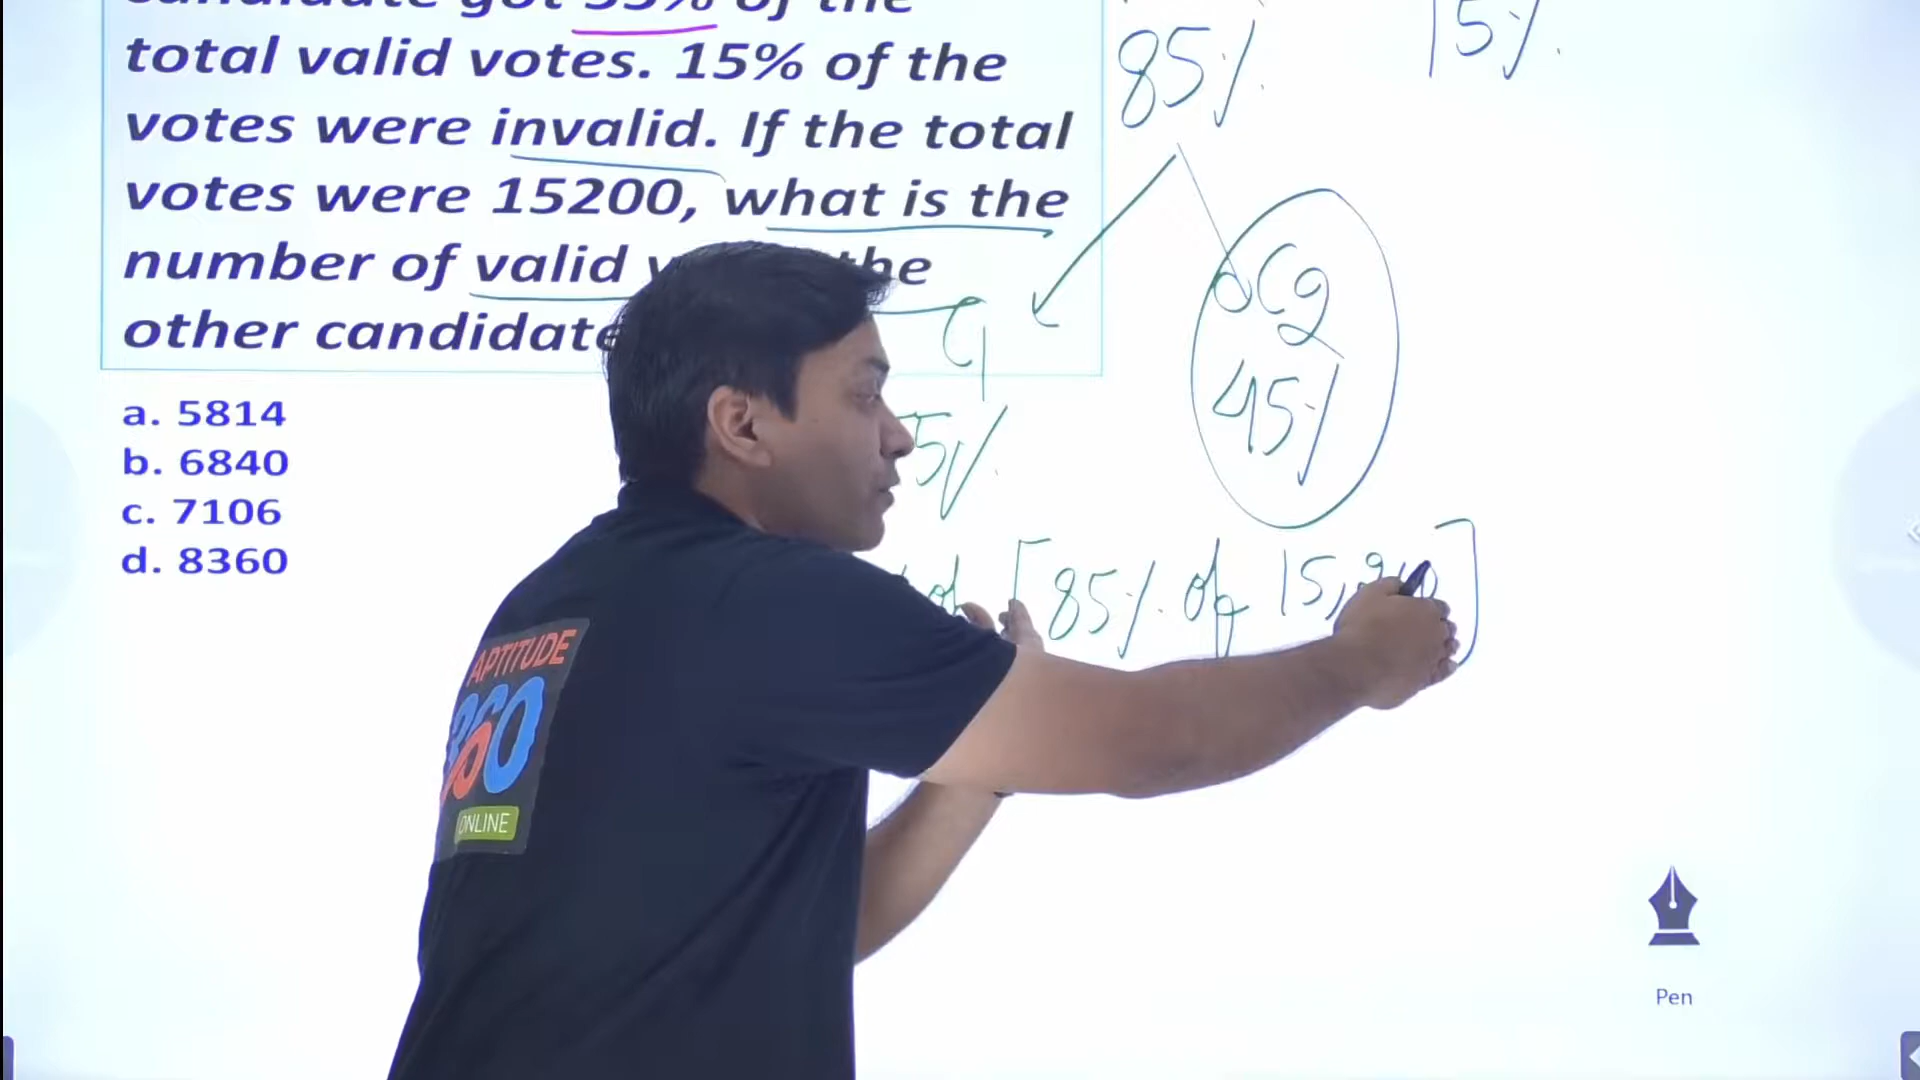 total valid votes. 15% of the
votes were invalid. If the total
votes were 15200, what is the
number of valid
other candidate
a. 5814
b. 6840
c. 7106
d. 8360
85%
15%
C1
C2
45%
of [85% of 15,200]
APTITUDE
360
ONLINE
Pen